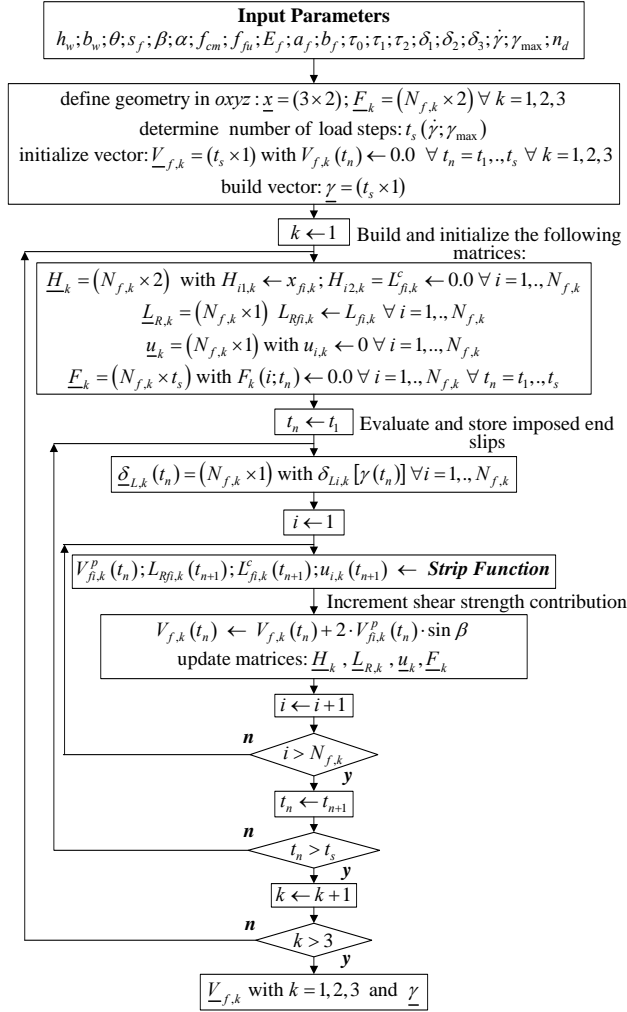 Input Parameters
h_w; b_w; θ; s_f; β; α; f_cm; f_fu; E_f; a_f; b_f; τ_0; τ_1; τ_2; δ_1; δ_2; δ_3; γ̇; γ_max; n_d
define geometry in oxyz: x = (3×2); F_k = (N_f,k × 2) ∀ k = 1,2,3
determine number of load steps: t_s (γ̇; γ_max)
initialize vector: V_f,k = (t_s × 1) with V_f,k (t_n) ← 0.0 ∀ t_n = t_1,.,t_s ∀ k = 1,2,3
build vector: γ = (t_s × 1)
k ← 1
Build and initialize the following
matrices:
H_k = (N_f,k × 2) with H_i1,k ← x_fi,k; H_i2,k = L^c_fi,k ← 0.0 ∀ i = 1,.,N_f,k
L_R,k = (N_f,k × 1) L_Rfi,k ← L_fi,k ∀ i = 1,.,N_f,k
u_k = (N_f,k × 1) with u_i,k ← 0 ∀ i = 1,..,N_f,k
F_k = (N_f,k × t_s) with F_k (i;t_n) ← 0.0 ∀ i = 1,.,N_f,k ∀ t_n = t_1,.,t_s
t_n ← t_1
Evaluate and store imposed end
slips
δ_L,k (t_n) = (N_f,k × 1) with δ_Li,k [γ(t_n)] ∀i = 1,.,N_f,k
i ← 1
V^p_fi,k (t_n); L_Rfi,k (t_n+1); L^c_fi,k (t_n+1); u_i,k (t_n+1) ← Strip Function
Increment shear strength contribution
V_f,k (t_n) ← V_f,k (t_n) + 2 · V^p_fi,k (t_n) · sin β
update matrices: H_k , L_R,k , u_k, F_k
i ← i+1
n
i > N_f,k
y
t_n ← t_n+1
n
t_n > t_s
y
k ← k+1
n
k > 3
y
V_f,k with k = 1,2,3 and γ